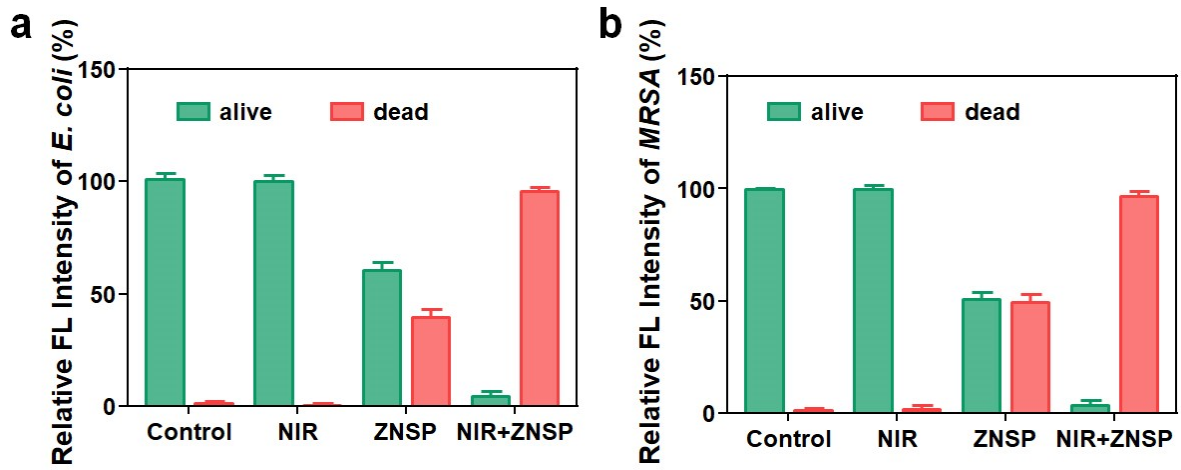 a
Relative FL Intensity of E. coli (%)
150
100
50
0
alive
dead
Control
NIR
ZNSP
NIR+ZNSP
b
Relative FL Intensity of MRSA (%)
150
100
50
0
alive
dead
Control
NIR
ZNSP
NIR+ZNSP